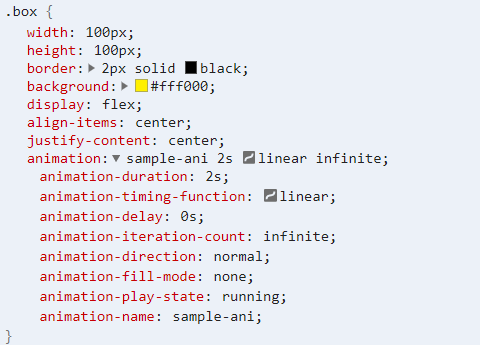 .box {
width: 100px;
height: 100px;
border: 2px solid black;
background: #fff000;
display: flex;
align-items: center;
justify-content: center;
animation: sample-ani 2s linear infinite;
animation-duration: 2s;
animation-timing-function: linear;
animation-delay: 0s;
animation-iteration-count: infinite;
animation-direction: normal;
animation-fill-mode: none;
animation-play-state: running;
animation-name: sample-ani;
}